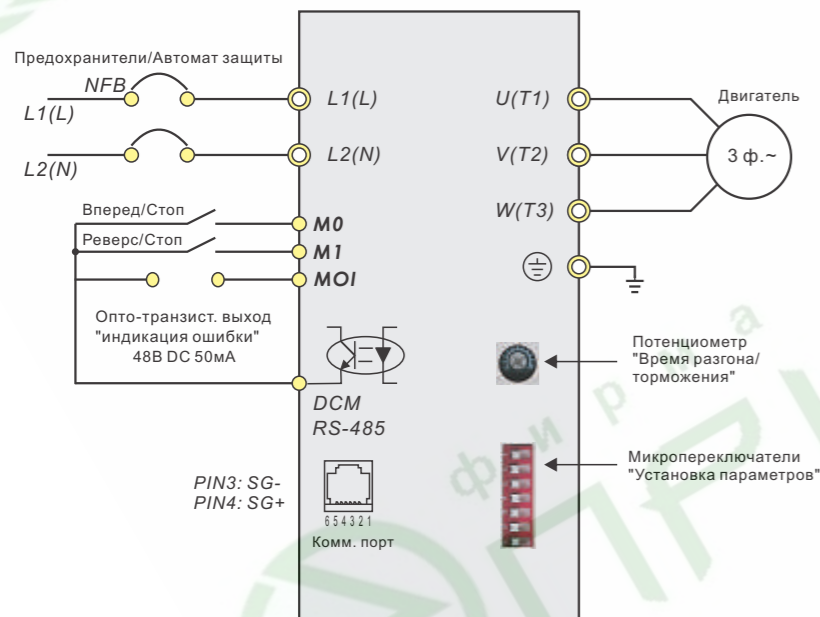 Предохранители/Автомат защиты
NFB
L1(L)
L1(L)
U(T1)
Двигатель
L2(N)
L2(N)
V(T2)
3 ф.~
W(T3)
Вперед/Стоп
M0
Реверс/Стоп
M1
MOI
Опто-транзист. выход
"индикация ошибки"
48В DC 50мА
Потенциометр
"Время разгона/
торможения"
DCM
RS-485
Микропереключатели
"Установка параметров"
PIN3: SG-
PIN4: SG+
6 5 4 3 2 1
Комм. порт
фирма
ПРИ